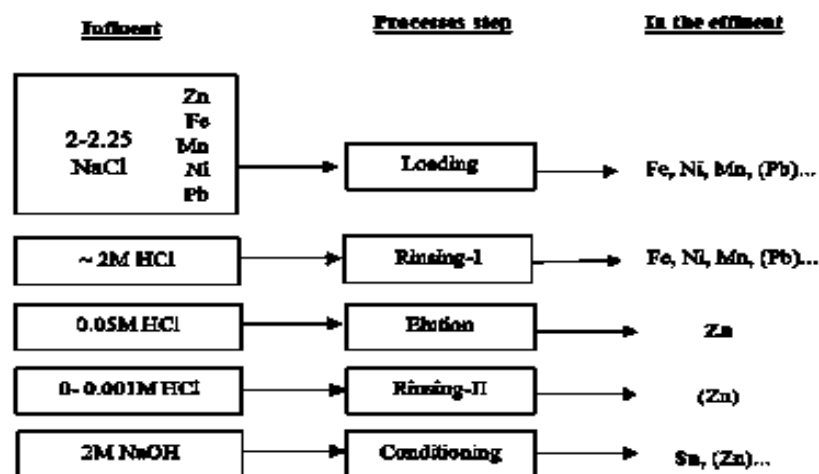 Influent Processes step In the effluent
Zn
Fe
2-2.25 Mn
NaCl Ni
Pb
Loading Fe, Ni, Mn, (Pb)...
~ 2M HCl Rinsing-I Fe, Ni, Mn, (Pb)...
0.05M HCl Elution Zn
0- 0.001M HCl Rinsing-II (Zn)
2M NaOH Conditioning Sn, (Zn)...